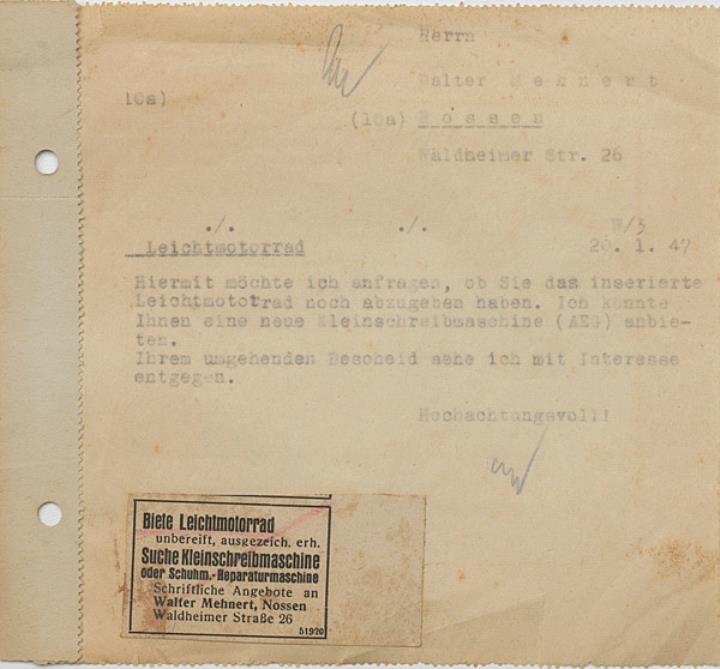 Herrn
Walter Mehnert
10a)
(10a) Nossen
Waldheimer Str. 26
./. ./. W/3
Leichtmotorrad 20. 1. 47
Hiermit möchte ich anfragen, ob Sie das inserierte
Leichtmototrrad noch abzugeben haben. Ich könnte
Ihnen eine neue Kleinschreibmaschine (AEG) anbie-
ten.
Ihrem umgehenden Bescheid sehe ich mit Interesse
entgegen.
Hochachtungsvoll!
Biete Leichtmotorrad
unbereift, ausgezeich. erh.
Suche Kleinschreibmaschine
oder Schuhm.-Reparaturmaschine
Schriftliche Angebote an
Walter Mehnert, Nossen
Waldheimer Straße 26
51920